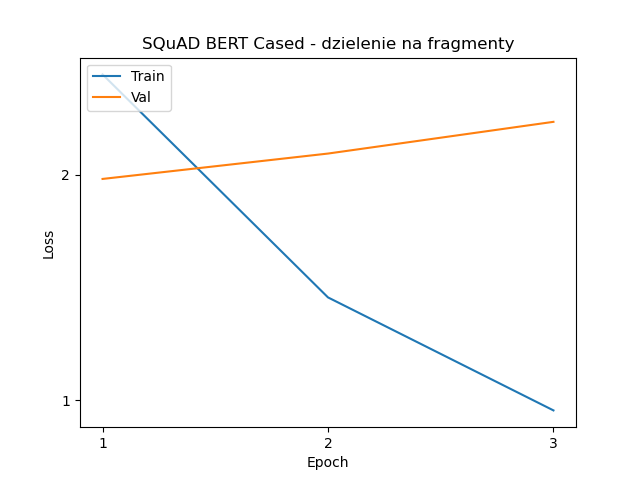 SQuAD BERT Cased - dzielenie na fragmenty
Train
Val
2
1
Loss
1 2 3
Epoch